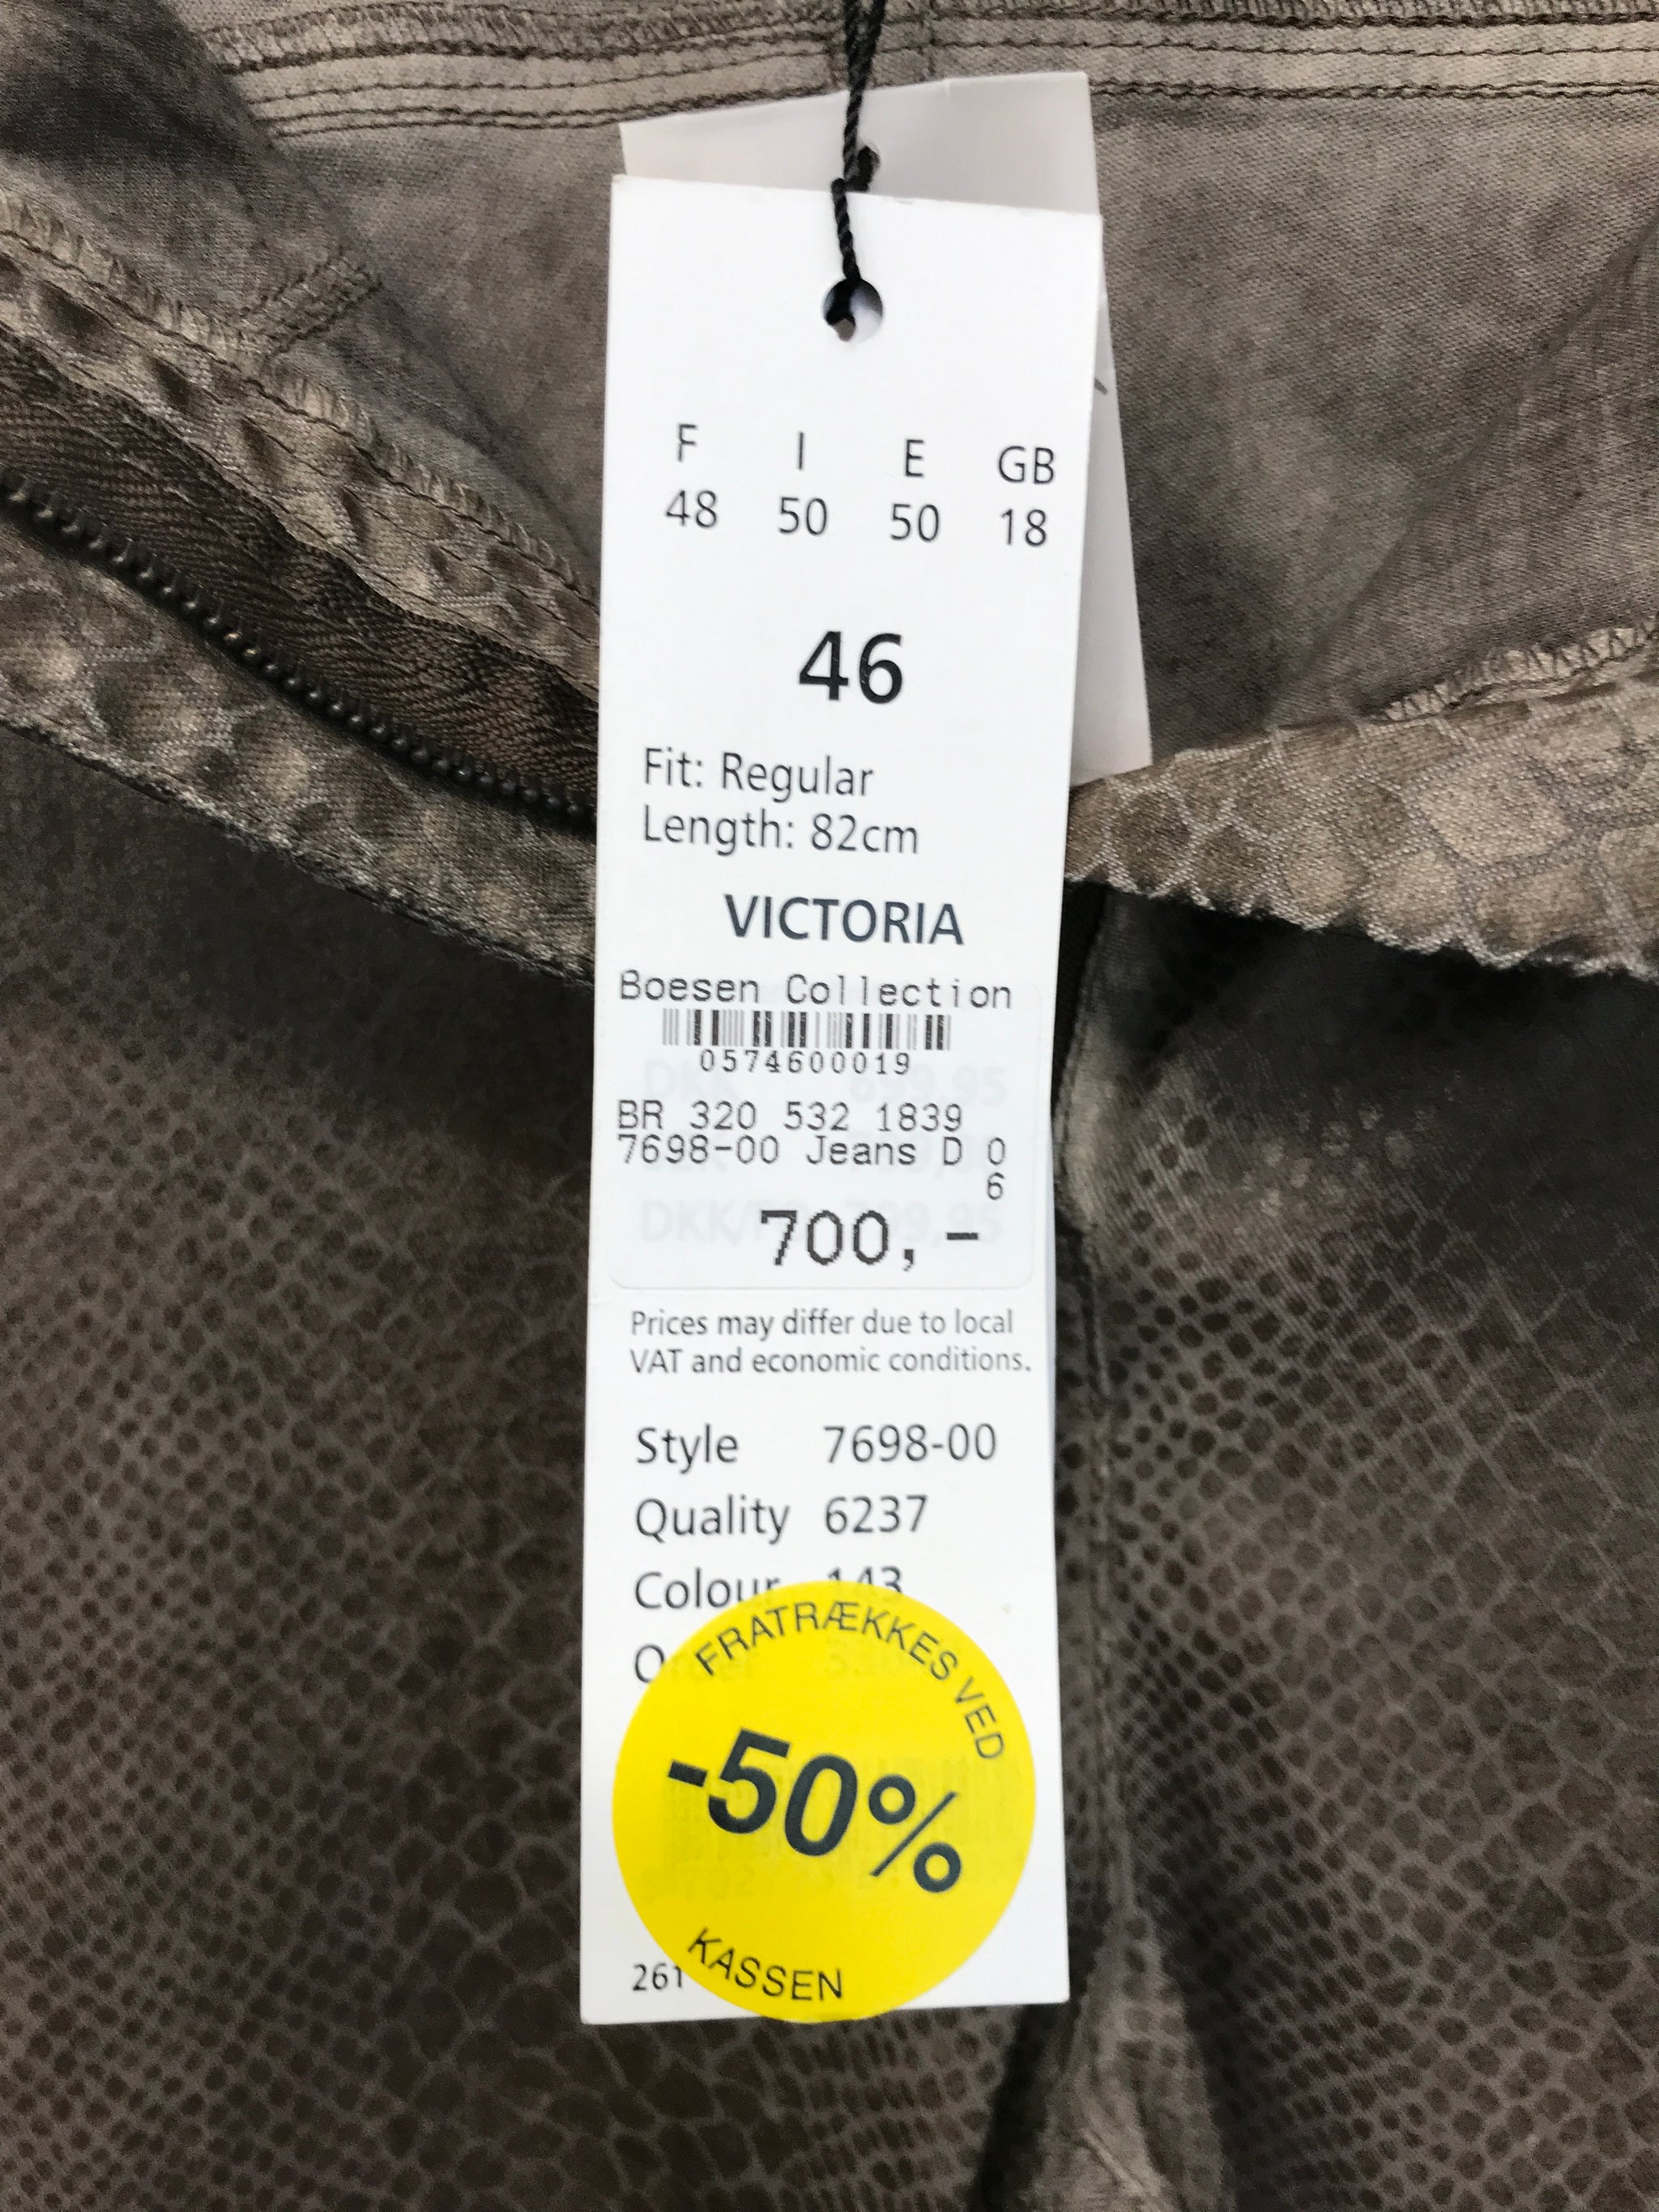 F I E GB
48 50 50 18
46
Fit: Regular
Length: 82cm
VICTORIA
Boesen Collection
0574600019
BR 320 532 1839
7698-00 Jeans D 0
6
700,-
Prices may differ due to local
VAT and economic conditions.
Style 7698-00
Quality 6237
Colour 143
FRATRÆKKES VED
-50%
KASSEN
261